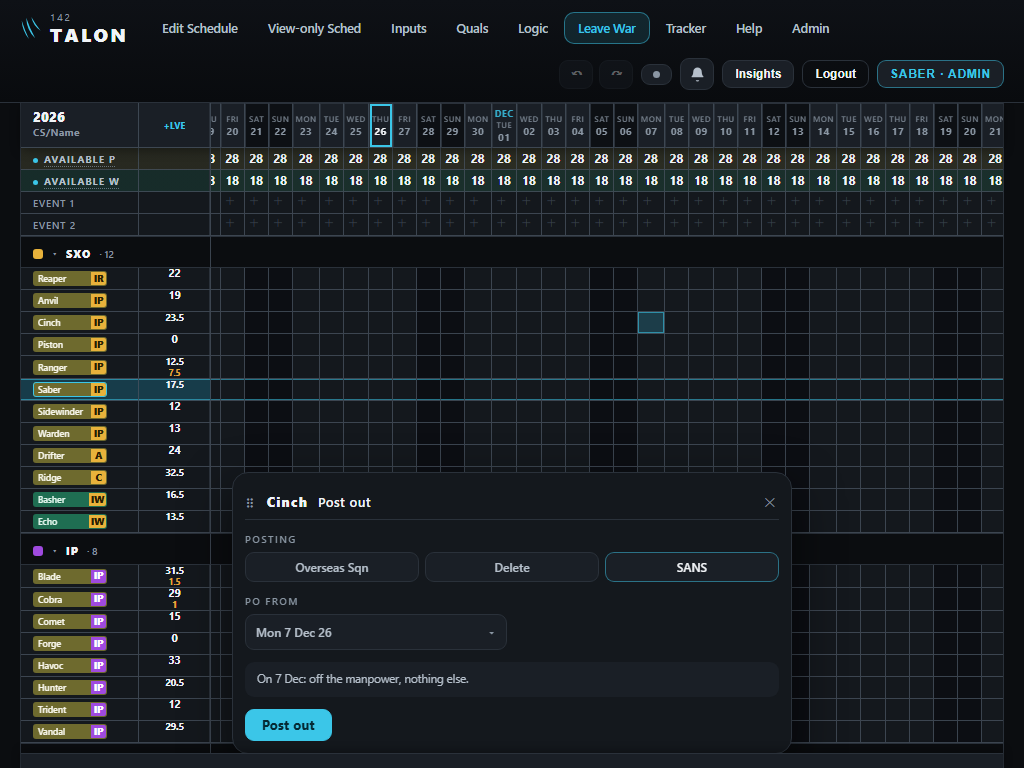 142
TALON
Edit Schedule View-only Sched Inputs Quals Logic Leave War Tracker Help Admin
Insights Logout SABER · ADMIN
2026
CS/Name
+LVE
FRI 20 SAT 21 SUN 22 MON 23 TUE 24 WED 25 THU 26 FRI 27 SAT 28 SUN 29 MON 30 DEC TUE 01 WED 02 THU 03 FRI 04 SAT 05 SUN 06 MON 07 TUE 08 WED 09 THU 10 FRI 11 SAT 12 SUN 13 MON 14 TUE 15 WED 16 THU 17 FRI 18 SAT 19 SUN 20 MON 21
AVAILABLE P 28 28 28 28 28 28 28 28 28 28 28 28 28 28 28 28 28 28 28 28 28 28 28 28 28 28 28 28 28 28 28 28
AVAILABLE W 18 18 18 18 18 18 18 18 18 18 18 18 18 18 18 18 18 18 18 18 18 18 18 18 18 18 18 18 18 18 18 18
EVENT 1 + + + + + + + + + + + + + + + + + + + + + + + + + + + + + + + +
EVENT 2 + + + + + + + + + + + + + + + + + + + + + + + + + + + + + + + +
SXO · 12
Reaper IR 22
Anvil IP 19
Cinch IP 23.5
Piston IP 0
Ranger IP 12.5
7.5
Saber IP 17.5
Sidewinder IP 12
Warden IP 13
Drifter A 24
Ridge C 32.5
Basher IW 16.5
Echo IW 13.5
IP · 8
Blade IP 31.5
1.5
Cobra IP 29
1
Comet IP 15
Forge IP 0
Havoc IP 33
Hunter IP 20.5
Trident IP 12
Vandal IP 29.5
Cinch Post out
POSTING
Overseas Sqn Delete SANS
PO FROM
Mon 7 Dec 26
On 7 Dec: off the manpower, nothing else.
Post out